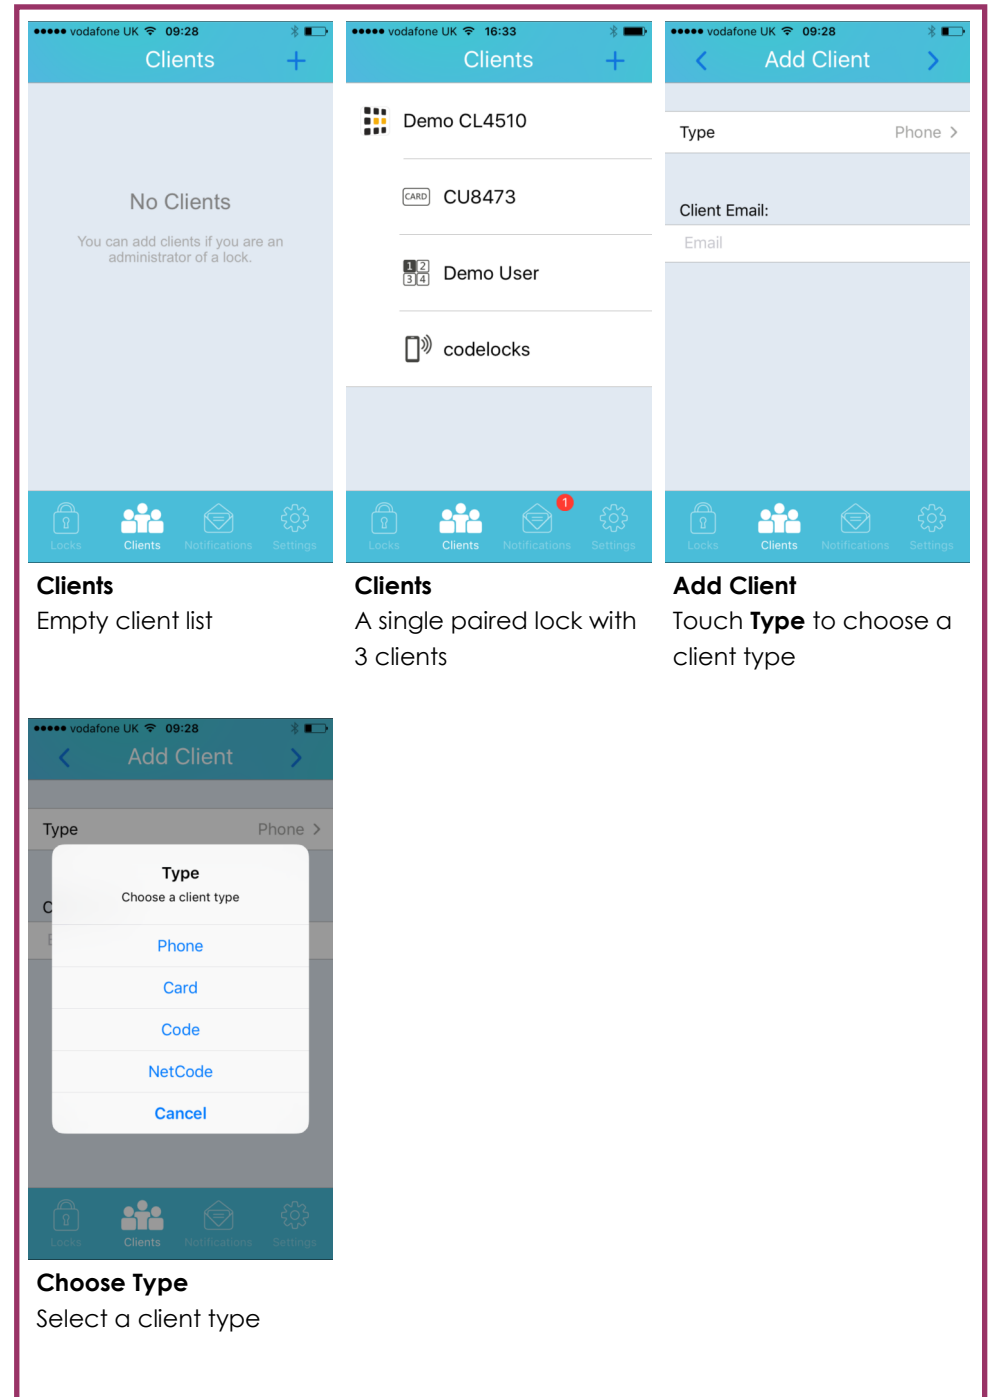 vodafone UK 09:28
Clients +
No Clients
You can add clients if you are an
administrator of a lock.
Locks Clients Notifications Settings
Clients
Empty client list
vodafone UK 16:33
Clients +
Demo CL4510
CARD CU8473
1 2
3 4
Demo User
codelocks
1
Locks Clients Notifications Settings
Clients
A single paired lock with
3 clients
vodafone UK 09:28
< Add Client >
Type Phone >
Client Email:
Email
Locks Clients Notifications Settings
Add Client
Touch Type to choose a
client type
vodafone UK 09:28
< Add Client >
Type Phone >
Type
Choose a client type
Phone
Card
Code
NetCode
Cancel
Locks Clients Notifications Settings
Choose Type
Select a client type